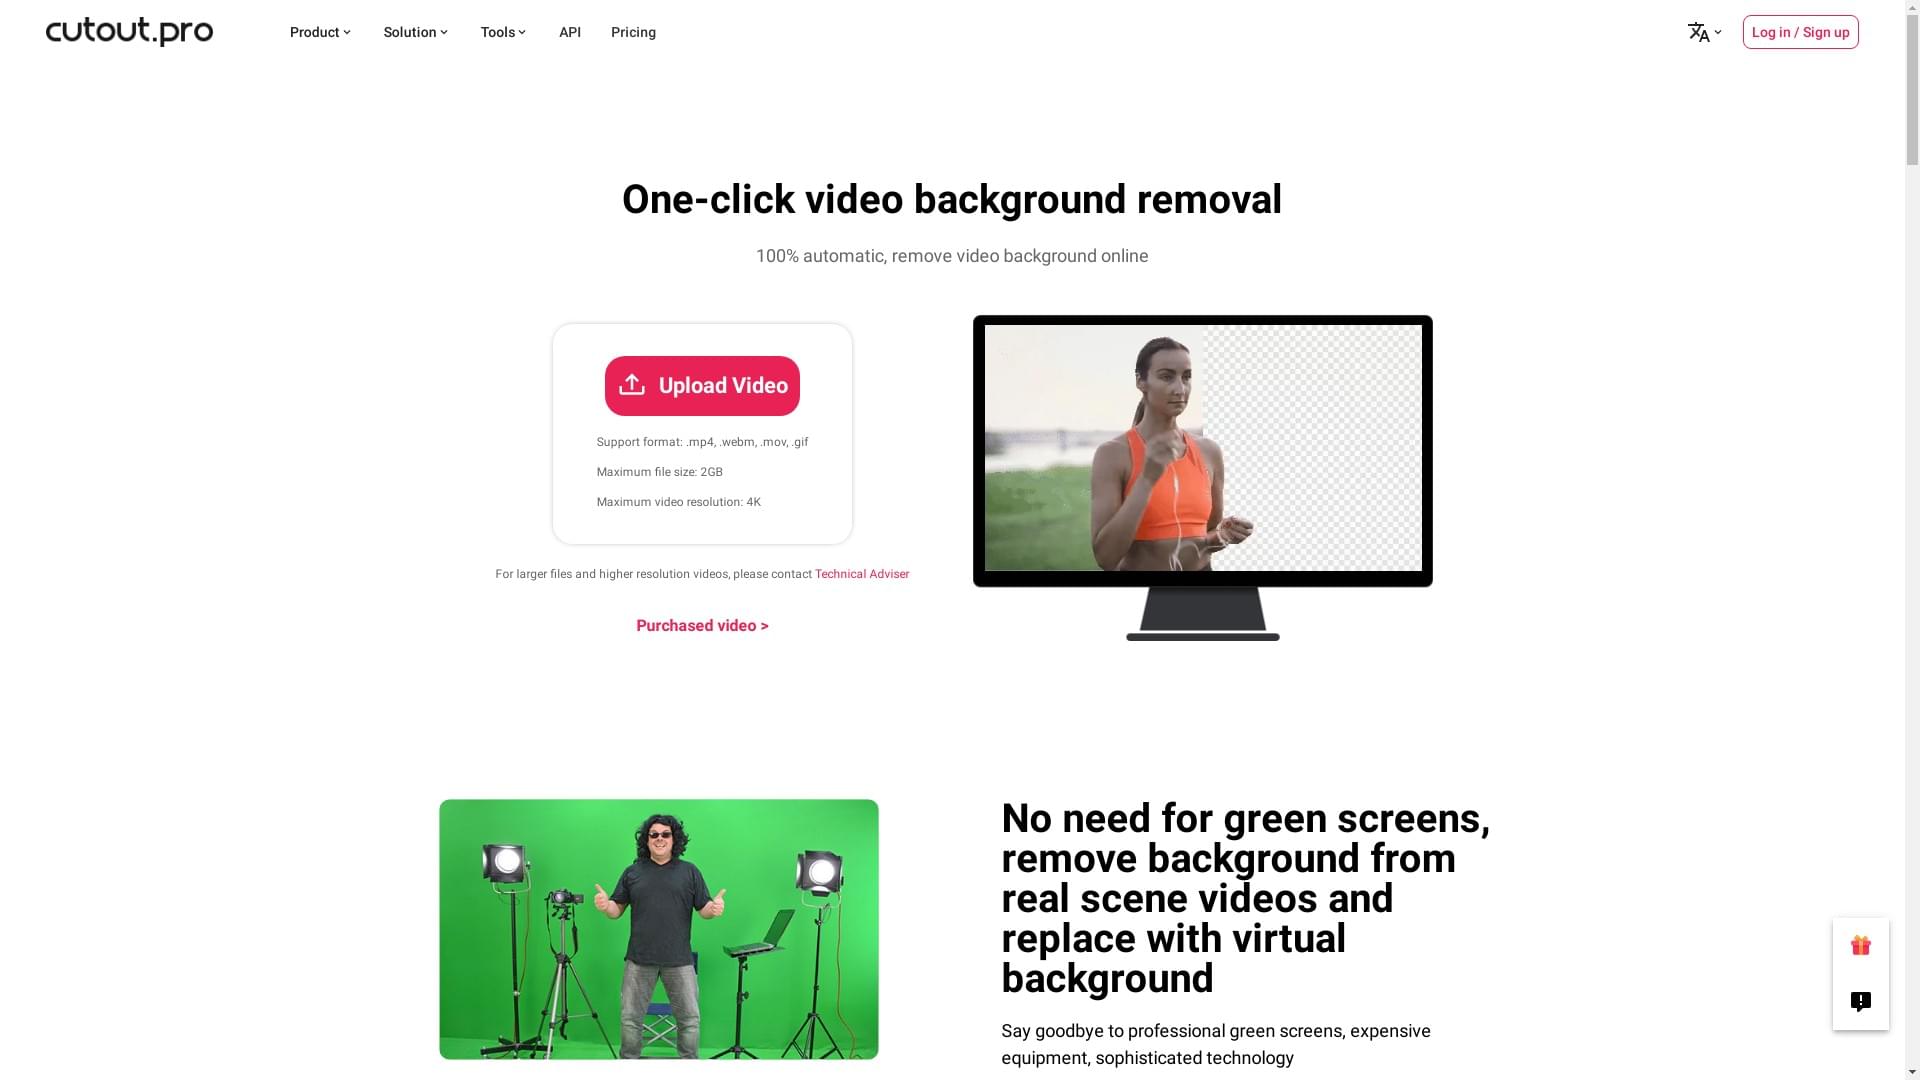 cutout.pro
Product
Solution
Tools
API
Pricing
Log in / Sign up
One-click video background removal
100% automatic, remove video background online
Upload Video
Support format: .mp4, .webm, .mov, .gif
Maximum file size: 2GB
Maximum video resolution: 4K
For larger files and higher resolution videos, please contact Technical Adviser
Purchased video >
No need for green screens,
remove background from
real scene videos and
replace with virtual
background
Say goodbye to professional green screens, expensive
equipment, sophisticated technology